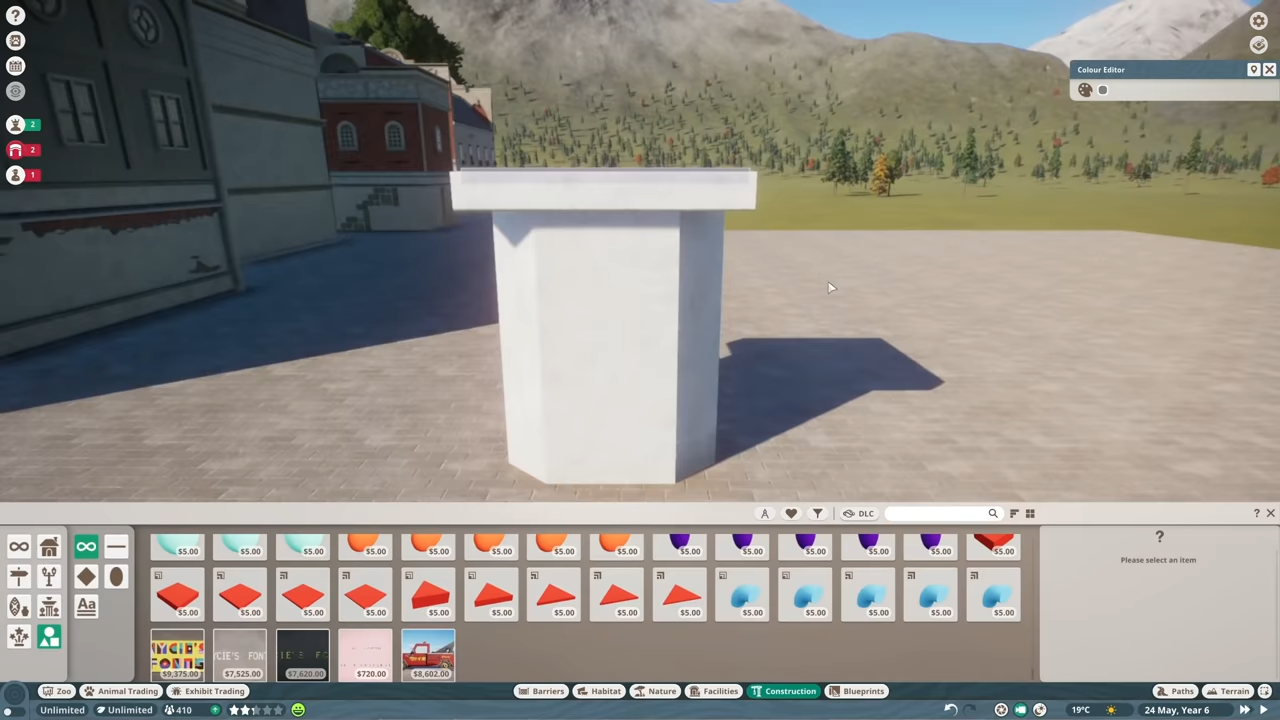 ?
2
2
1
Colour Editor
DLC
?
?
Please select an item
Aa
$5.00 $5.00 $5.00 $5.00 $5.00 $5.00 $5.00 $5.00 $5.00 $5.00 $5.00 $5.00 $5.00 $5.00
$5.00 $5.00 $5.00 $5.00 $5.00 $5.00 $5.00 $5.00 $5.00 $5.00 $5.00 $5.00 $5.00 $5.00
$9,375.00 $7,525.00 $7,620.00 $720.00 $8,602.00
Zoo Animal Trading Exhibit Trading Barriers Habitat Nature Facilities Construction Blueprints Paths Terrain
Unlimited Unlimited 410 19°C 24 May, Year 6